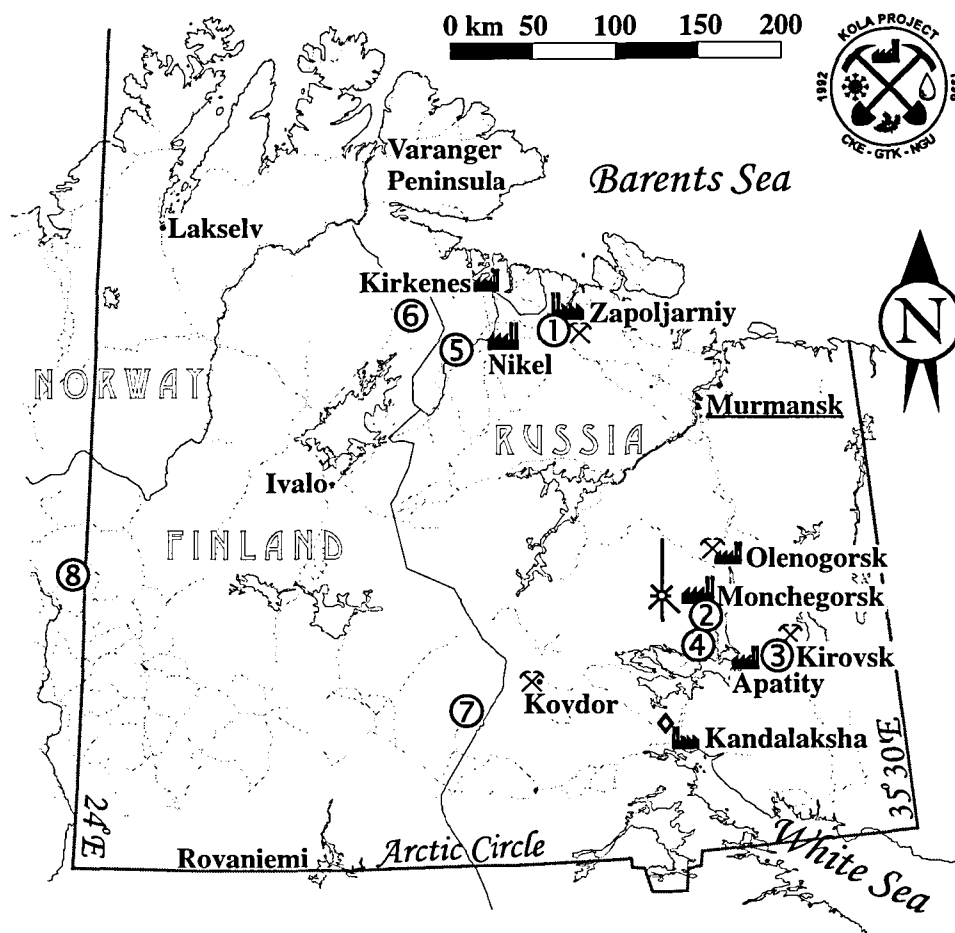 0 km 50 100 150 200
KOLA PROJECT
1992
CKE - GTK - NGU
Varanger
Peninsula
Barents Sea
Lakselv
Kirkenes
Zapoljarniy
N
6
1
5
Nikel
NORWAY
Murmansk
RUSSIA
Ivalo
FINLAND
Olenogorsk
8
Monchegorsk
2
4
3
Kirovsk
Apatity
Kovdor
7
Kandalaksha
24°E
35°30'E
Rovaniemi
Arctic Circle
White Sea